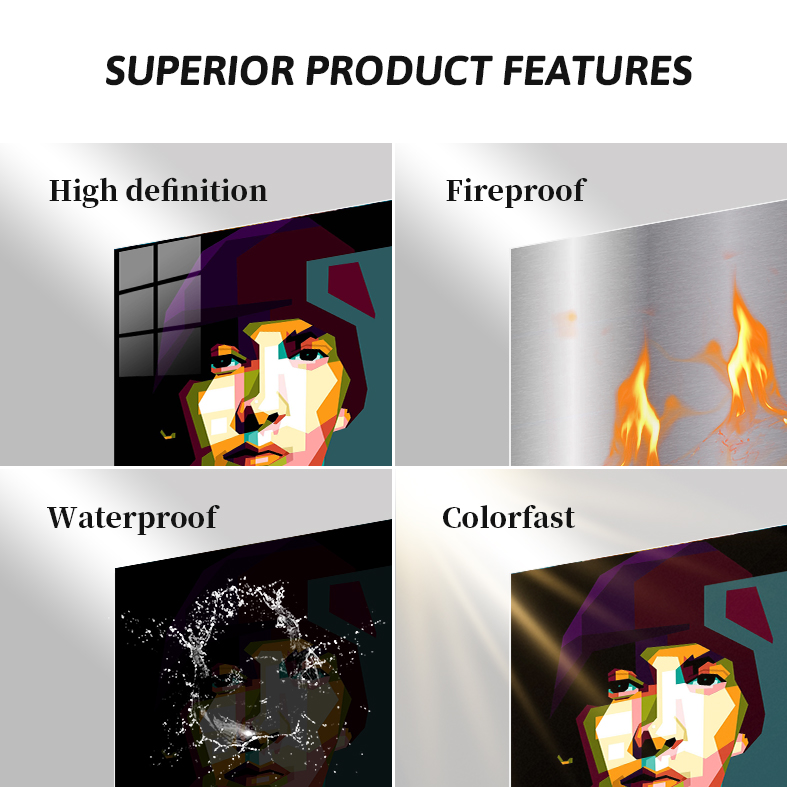 SUPERIOR PRODUCT FEATURES
High definition
Fireproof
Waterproof
Colorfast